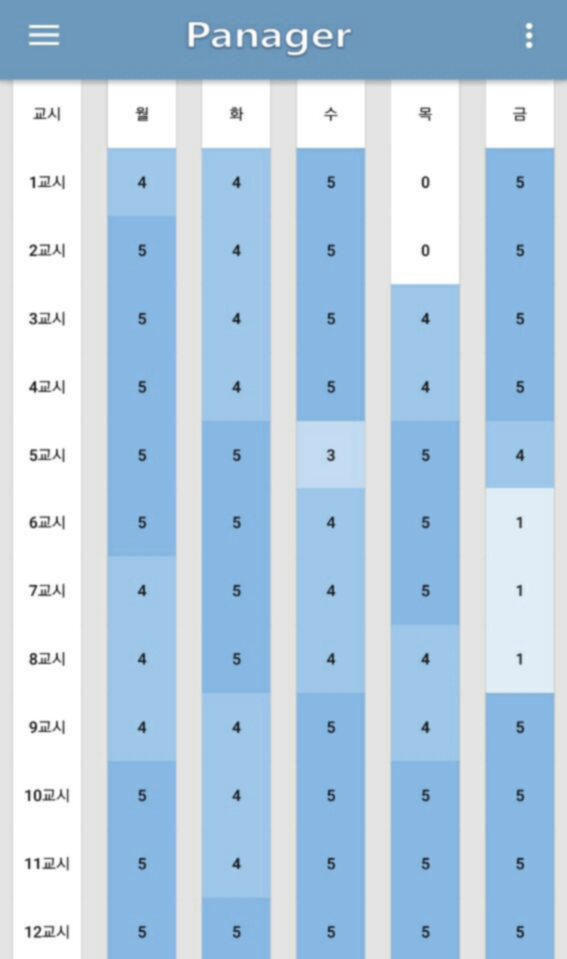 Panager
교시 월 화 수 목 금
1교시 4 4 5 0 5
2교시 5 4 5 0 5
3교시 5 4 5 4 5
4교시 5 4 5 4 5
5교시 5 5 3 5 4
6교시 5 5 4 5 1
7교시 4 5 4 5 1
8교시 4 5 4 4 1
9교시 4 4 5 4 5
10교시 5 4 5 5 5
11교시 5 4 5 5 5
12교시 5 5 5 5 5